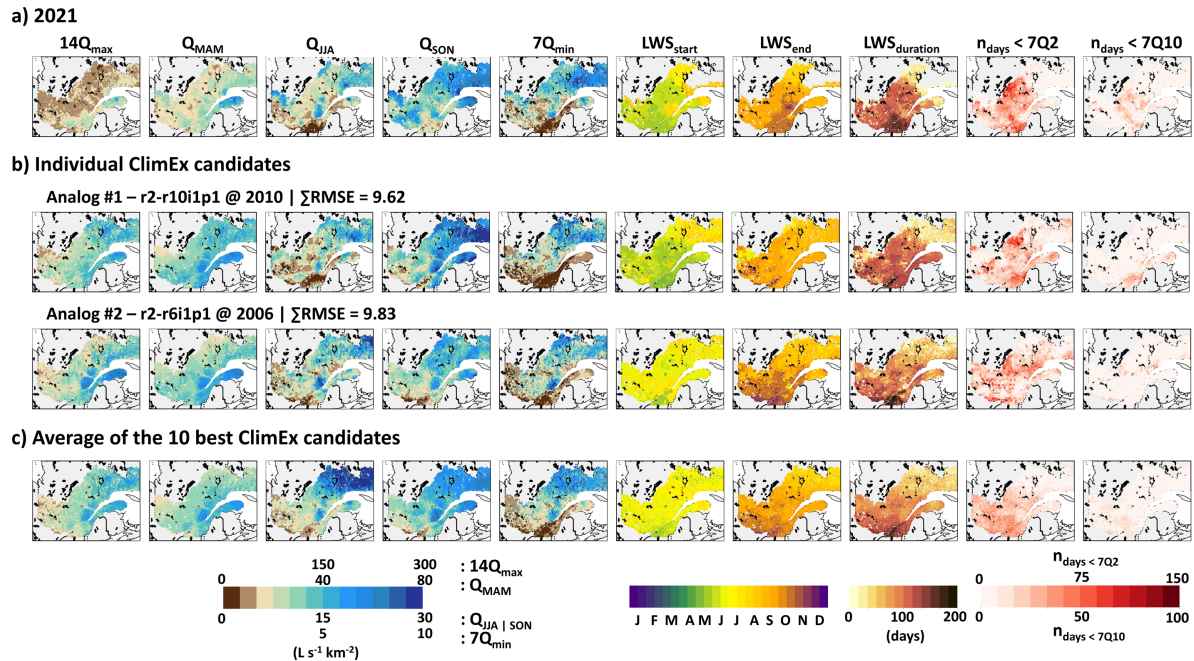 a) 2021
14Qmax QMAM QJJA QSON 7Qmin LWSstart LWSend LWSduration ndays < 7Q2 ndays < 7Q10
b) Individual ClimEx candidates
Analog #1 – r2-r10i1p1 @ 2010 | ∑RMSE = 9.62
Analog #2 – r2-r6i1p1 @ 2006 | ∑RMSE = 9.83
c) Average of the 10 best ClimEx candidates
0 150 300 : 14Qmax
0 40 80 : QMAM
0 15 30 : QJJA | SON
5 10 : 7Qmin
(L s-1 km-2)
J F M A M J J A S O N D
0 100 200
(days)
ndays < 7Q2
0 75 150
0 50 100
ndays < 7Q10